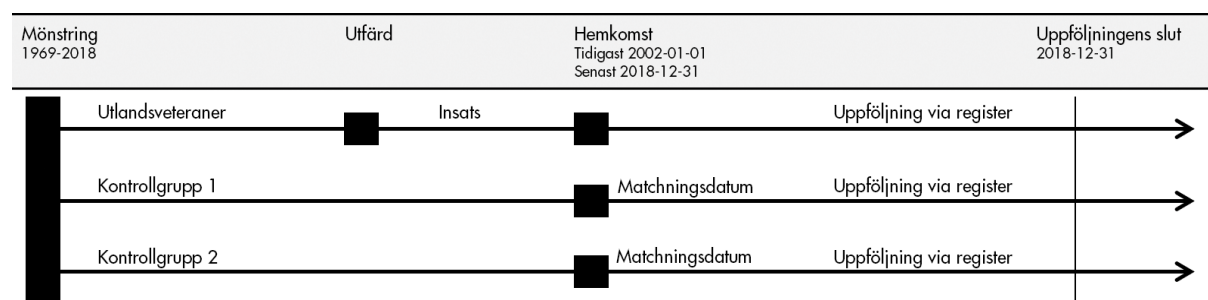 Mönstring
1969-2018
Utfärd
Hemkomst
Tidigast 2002-01-01
Senast 2018-12-31
Uppföljningens slut
2018-12-31
Utlandsveteraner
Insats
Uppföljning via register
Kontrollgrupp 1
Matchningsdatum
Uppföljning via register
Kontrollgrupp 2
Matchningsdatum
Uppföljning via register